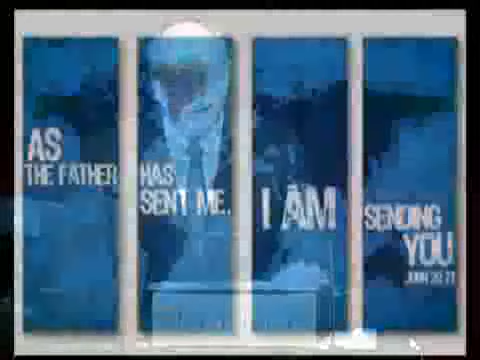 AS
THE FATHER
HAS
SENT ME.
I AM
SENDING
YOU
JOHN 20:21